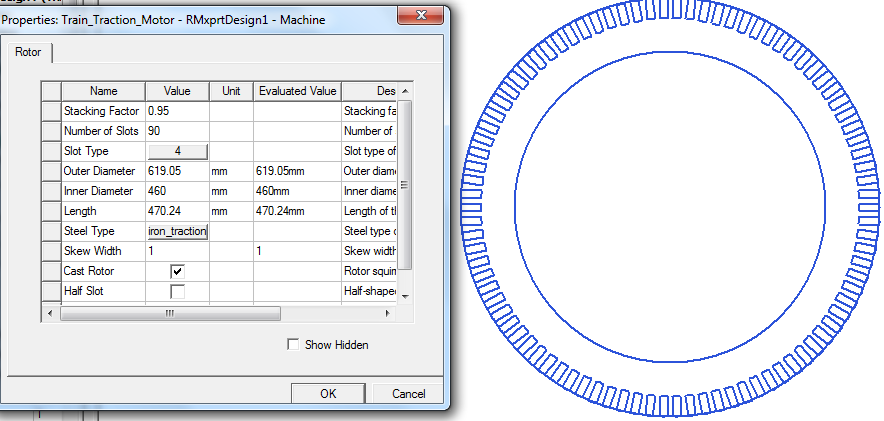 Properties: Train_Traction_Motor - RMxprtDesign1 - Machine
Rotor
Name Value Unit Evaluated Value Des
Stacking Factor 0.95 Stacking fa
Number of Slots 90 Number of
Slot Type 4 Slot type of
Outer Diameter 619.05 mm 619.05mm Outer diam
Inner Diameter 460 mm 460mm Inner diame
Length 470.24 mm 470.24mm Length of th
Steel Type iron_traction Steel type o
Skew Width 1 1 Skew width
Cast Rotor Rotor squir
Half Slot Half-shaped
Show Hidden
OK Cancel